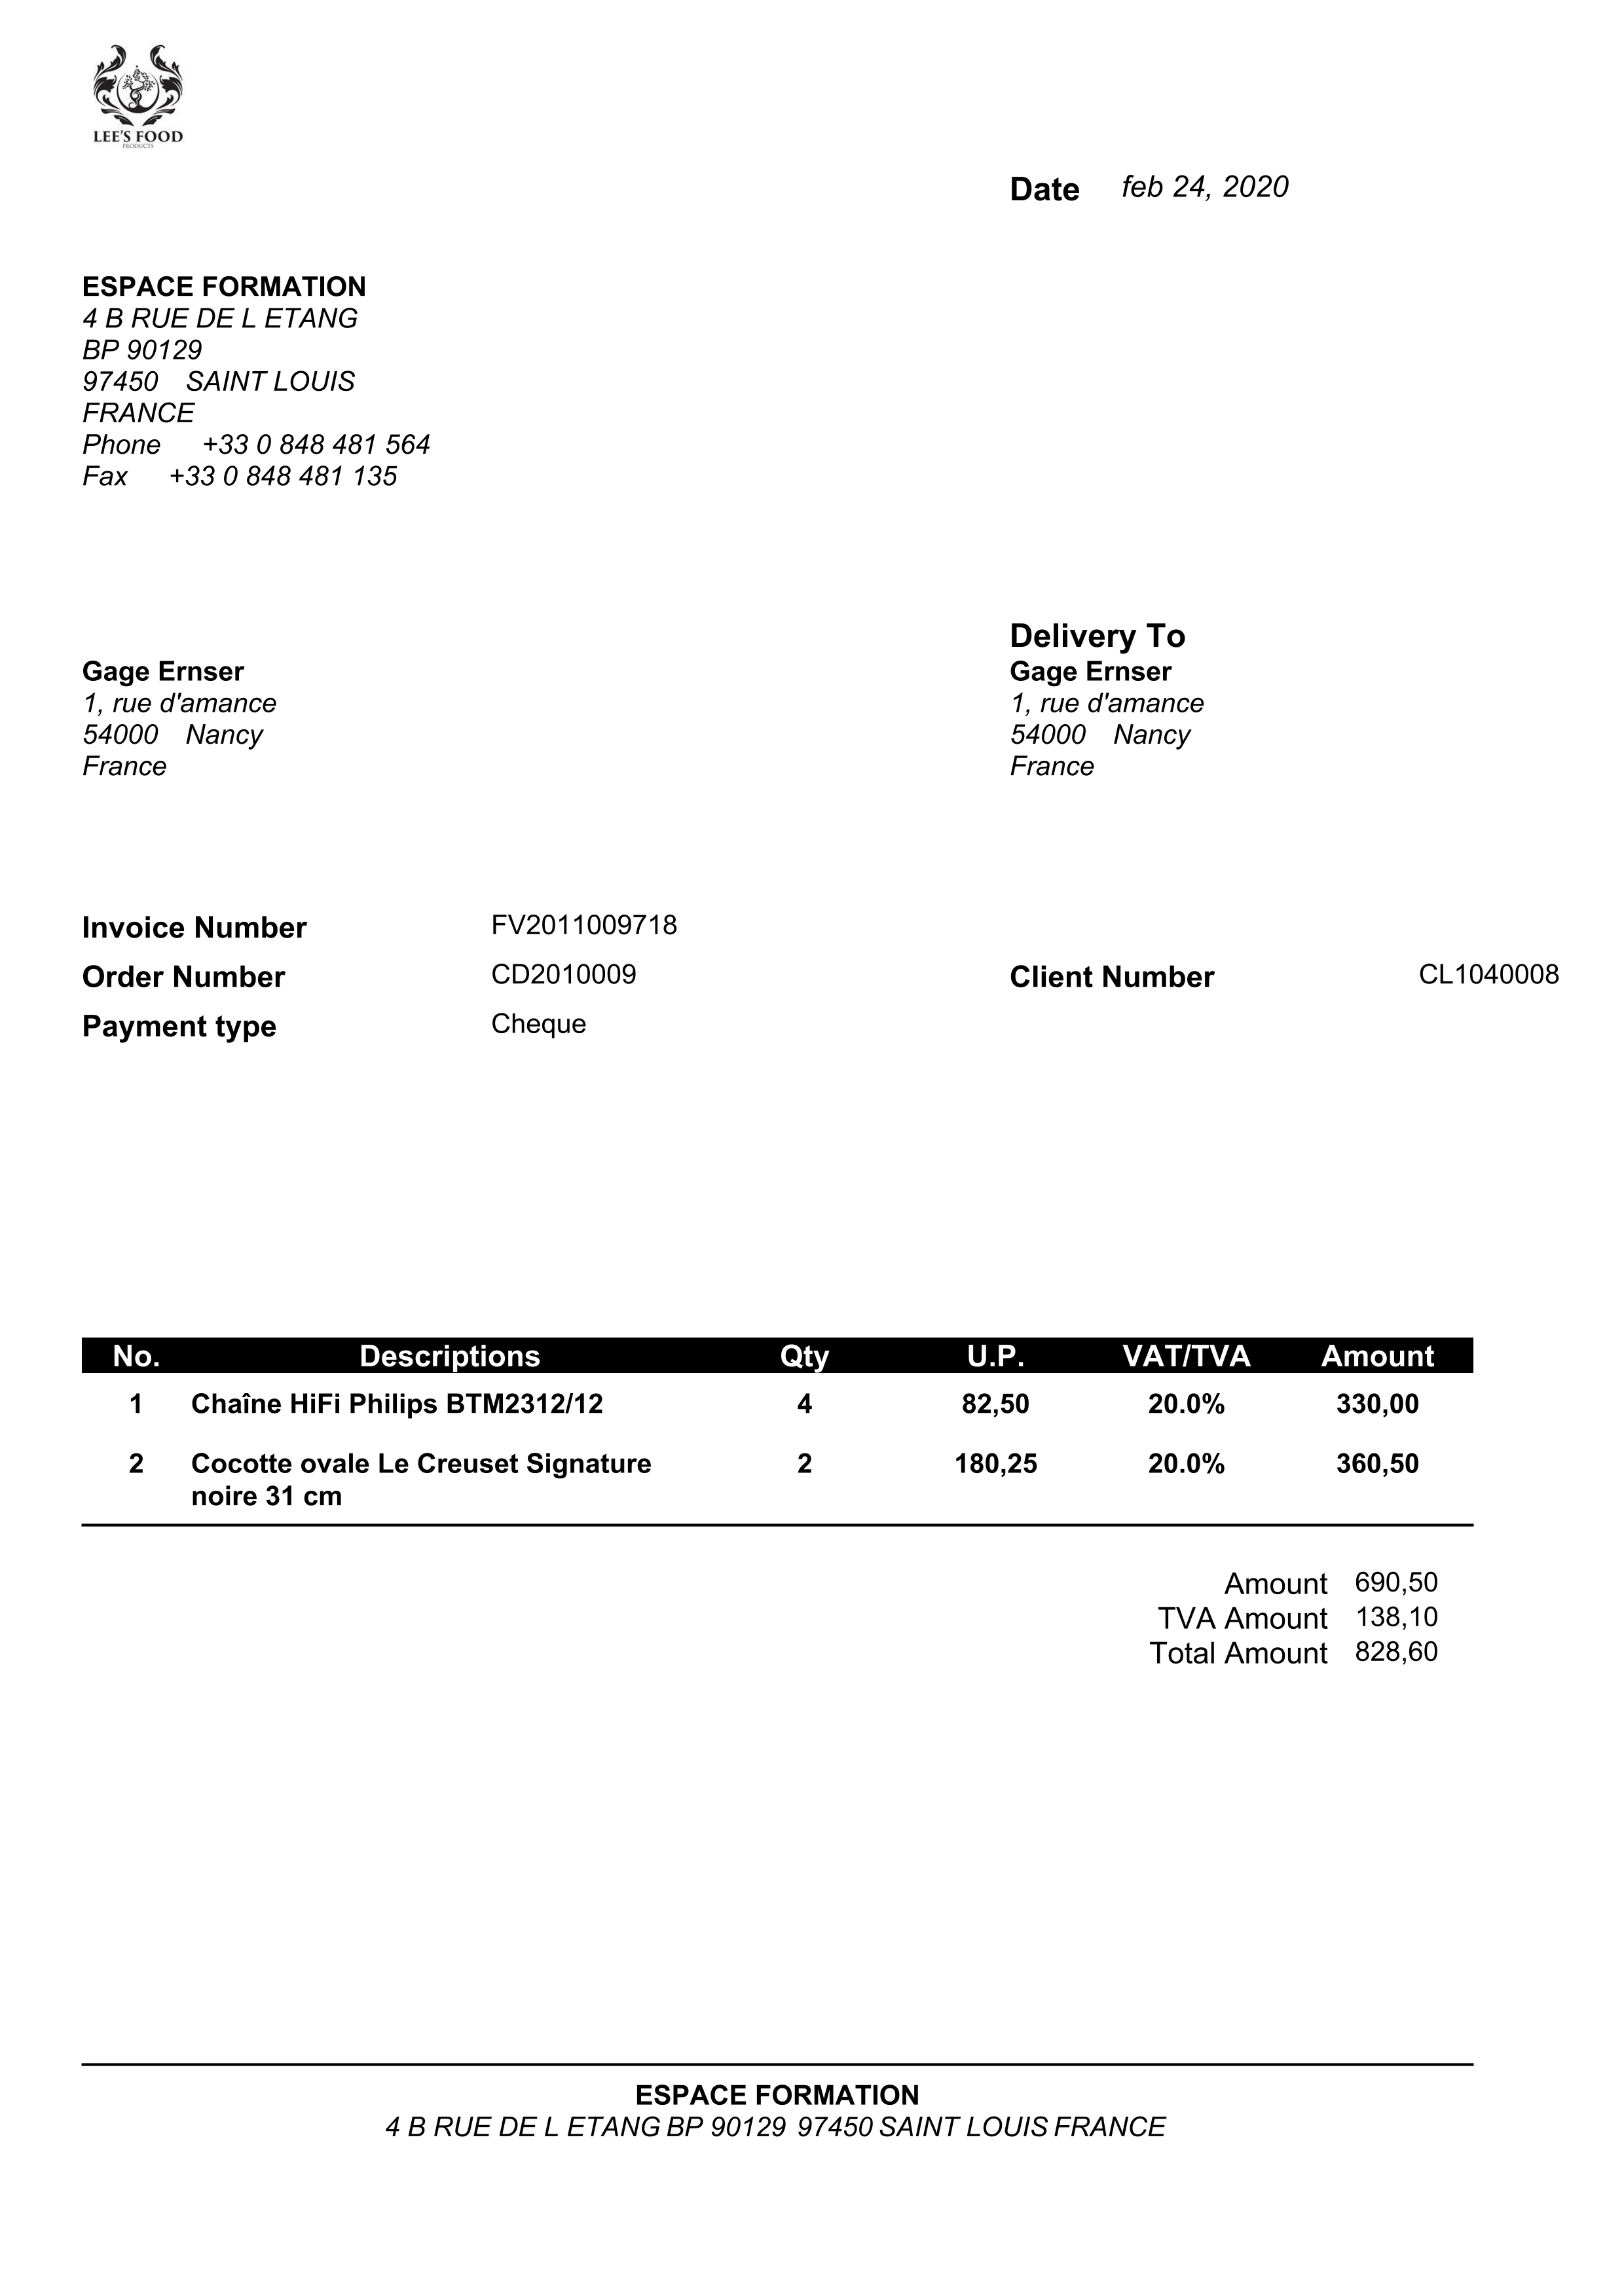 LEE'S FOOD
PRODUCTS
Date feb 24, 2020
ESPACE FORMATION
4 B RUE DE L ETANG
BP 90129
97450 SAINT LOUIS
FRANCE
Phone +33 0 848 481 564
Fax +33 0 848 481 135
Delivery To
Gage Ernser
1, rue d'amance
54000 Nancy
France
Gage Ernser
1, rue d'amance
54000 Nancy
France
Invoice Number FV2011009718
Order Number CD2010009 Client Number CL1040008
Payment type Cheque
No. Descriptions Qty U.P. VAT/TVA Amount
1 Chaîne HiFi Philips BTM2312/12 4 82,50 20.0% 330,00
2 Cocotte ovale Le Creuset Signature 2 180,25 20.0% 360,50
noire 31 cm
Amount 690,50
TVA Amount 138,10
Total Amount 828,60
ESPACE FORMATION
4 B RUE DE L ETANG BP 90129 97450 SAINT LOUIS FRANCE